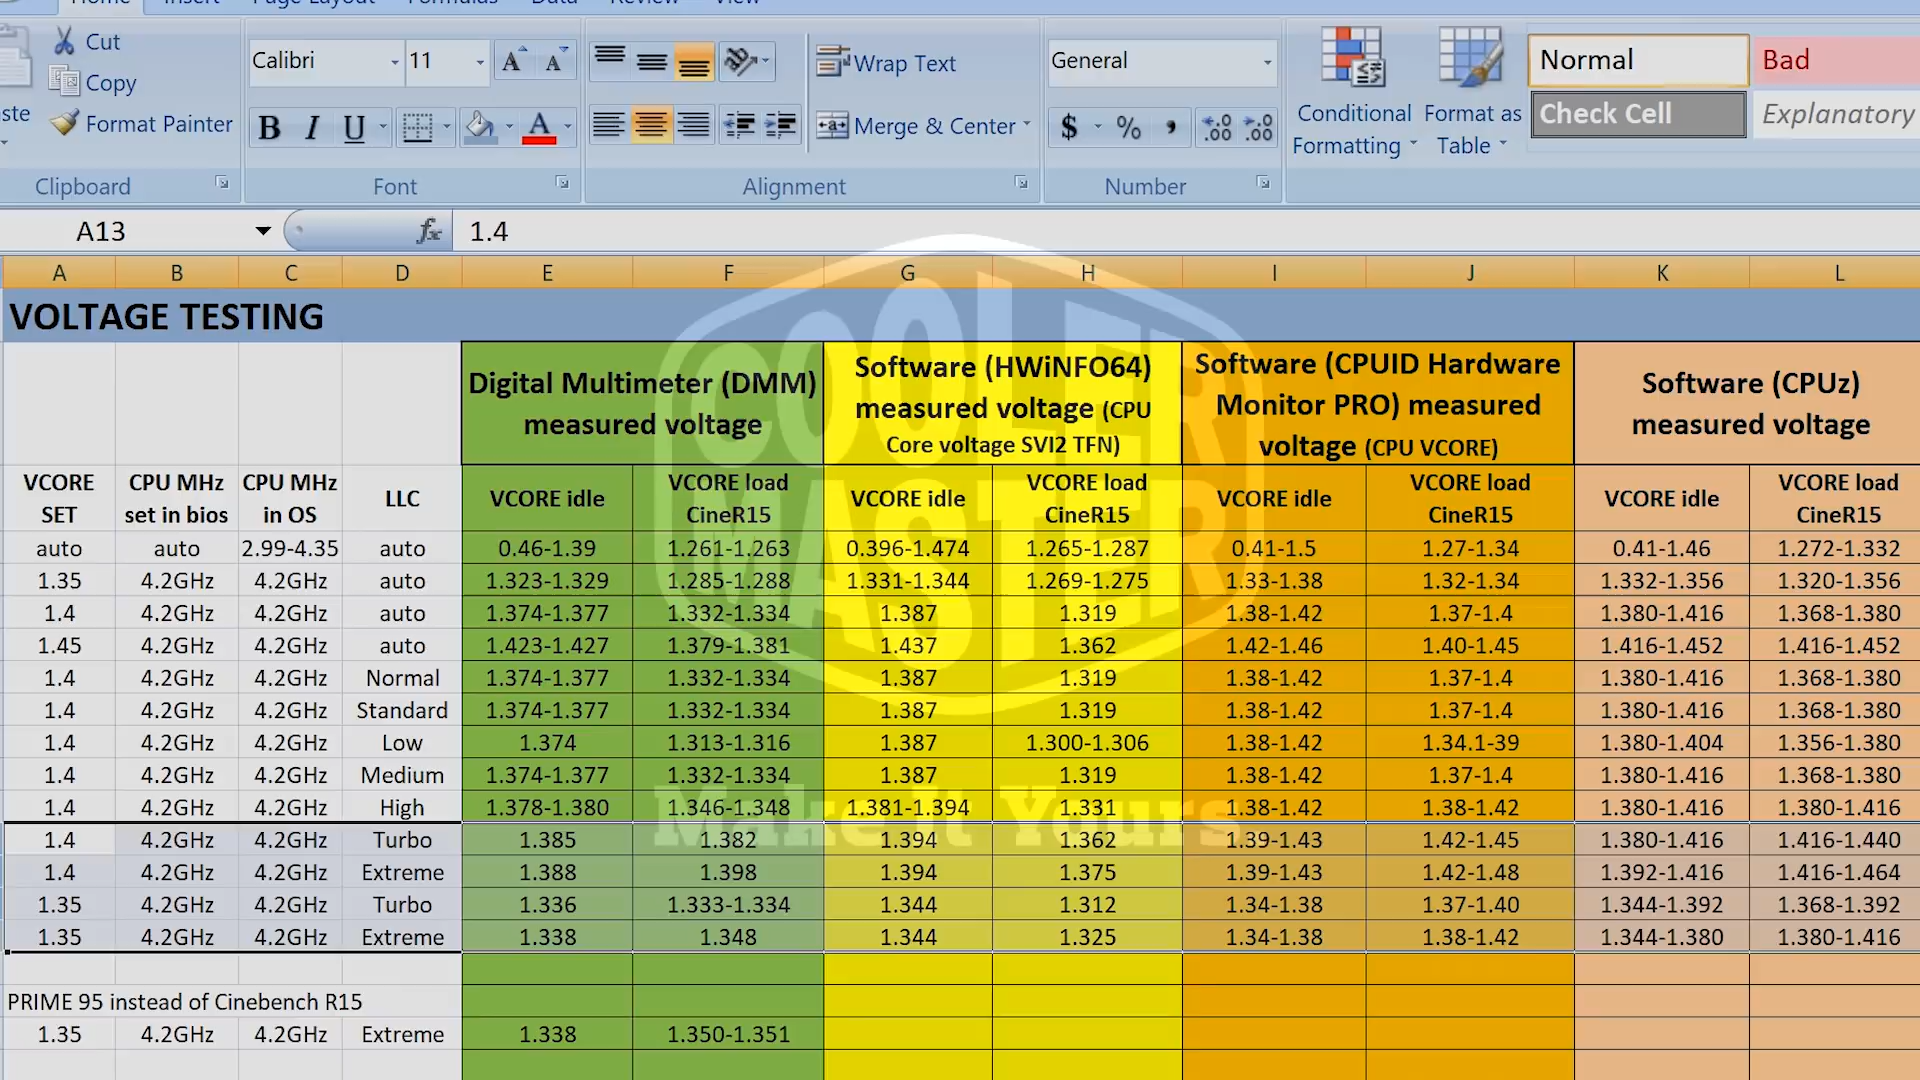 Home Insert Page Layout Formulas Data Review View
Cut
Copy
Format Painter
Clipboard
Calibri 11
B I U A
Font
Wrap Text
Merge & Center
Alignment
General
$ % ,
Number
Conditional Formatting
Format as Table
Normal
Bad
Check Cell
Explanatory
A13 fx 1.4
A B C D E F G H I J K L
VOLTAGE TESTING
Digital Multimeter (DMM) measured voltage
Software (HWiNFO64) measured voltage (CPU Core voltage SVI2 TFN)
Software (CPUID Hardware Monitor PRO) measured voltage (CPU VCORE)
Software (CPUz) measured voltage
VCORE SET CPU MHz set in bios CPU MHz in OS LLC VCORE idle VCORE load CineR15 VCORE idle VCORE load CineR15 VCORE idle VCORE load CineR15 VCORE idle VCORE load CineR15
auto auto 2.99-4.35 auto 0.46-1.39 1.261-1.263 0.396-1.474 1.265-1.287 0.41-1.5 1.27-1.34 0.41-1.46 1.272-1.332
1.35 4.2GHz 4.2GHz auto 1.323-1.329 1.285-1.288 1.331-1.344 1.269-1.275 1.33-1.38 1.32-1.34 1.332-1.356 1.320-1.356
1.4 4.2GHz 4.2GHz auto 1.374-1.377 1.332-1.334 1.387 1.319 1.38-1.42 1.37-1.4 1.380-1.416 1.368-1.380
1.45 4.2GHz 4.2GHz auto 1.423-1.427 1.379-1.381 1.437 1.362 1.42-1.46 1.40-1.45 1.416-1.452 1.416-1.452
1.4 4.2GHz 4.2GHz Normal 1.374-1.377 1.332-1.334 1.387 1.319 1.38-1.42 1.37-1.4 1.380-1.416 1.368-1.380
1.4 4.2GHz 4.2GHz Standard 1.374-1.377 1.332-1.334 1.387 1.319 1.38-1.42 1.37-1.4 1.380-1.416 1.368-1.380
1.4 4.2GHz 4.2GHz Low 1.374 1.313-1.316 1.387 1.300-1.306 1.38-1.42 1.34.1-39 1.380-1.404 1.356-1.380
1.4 4.2GHz 4.2GHz Medium 1.374-1.377 1.332-1.334 1.387 1.319 1.38-1.42 1.37-1.4 1.380-1.416 1.368-1.380
1.4 4.2GHz 4.2GHz High 1.378-1.380 1.346-1.348 1.381-1.394 1.331 1.38-1.42 1.38-1.42 1.380-1.416 1.380-1.416
1.4 4.2GHz 4.2GHz Turbo 1.385 1.382 1.394 1.362 1.39-1.43 1.42-1.45 1.380-1.416 1.416-1.440
1.4 4.2GHz 4.2GHz Extreme 1.388 1.398 1.394 1.375 1.39-1.43 1.42-1.48 1.392-1.416 1.416-1.464
1.35 4.2GHz 4.2GHz Turbo 1.336 1.333-1.334 1.344 1.312 1.34-1.38 1.37-1.40 1.344-1.392 1.368-1.392
1.35 4.2GHz 4.2GHz Extreme 1.338 1.348 1.344 1.325 1.34-1.38 1.38-1.42 1.344-1.380 1.380-1.416
PRIME 95 instead of Cinebench R15
1.35 4.2GHz 4.2GHz Extreme 1.338 1.350-1.351
COOLER
MASTER
Make It Yours